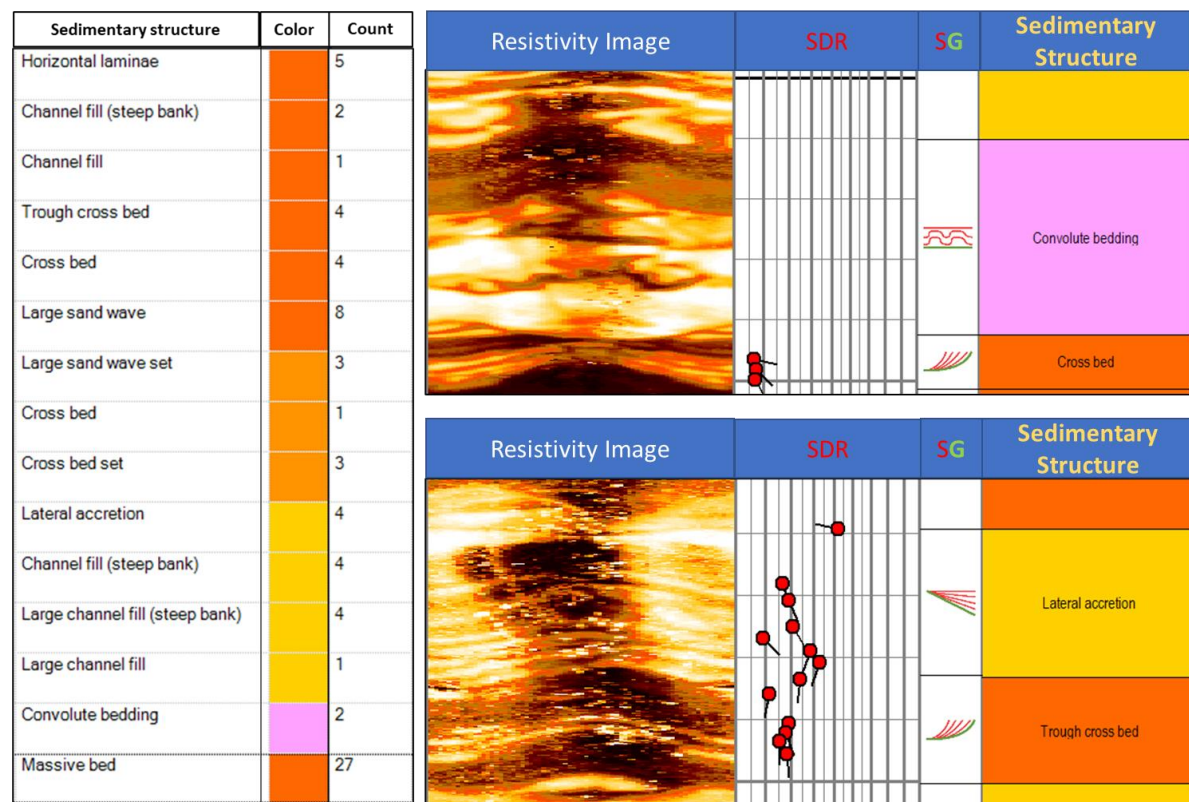 Sedimentary structure Color Count
Horizontal laminae 5
Channel fill (steep bank) 2
Channel fill 1
Trough cross bed 4
Cross bed 4
Large sand wave 8
Large sand wave set 3
Cross bed 1
Cross bed set 3
Lateral accretion 4
Channel fill (steep bank) 4
Large channel fill (steep bank) 4
Large channel fill 1
Convolute bedding 2
Massive bed 27
Resistivity Image SDR SG Sedimentary
Structure
Convolute bedding
Cross bed
Resistivity Image SDR SG Sedimentary
Structure
Lateral accretion
Trough cross bed